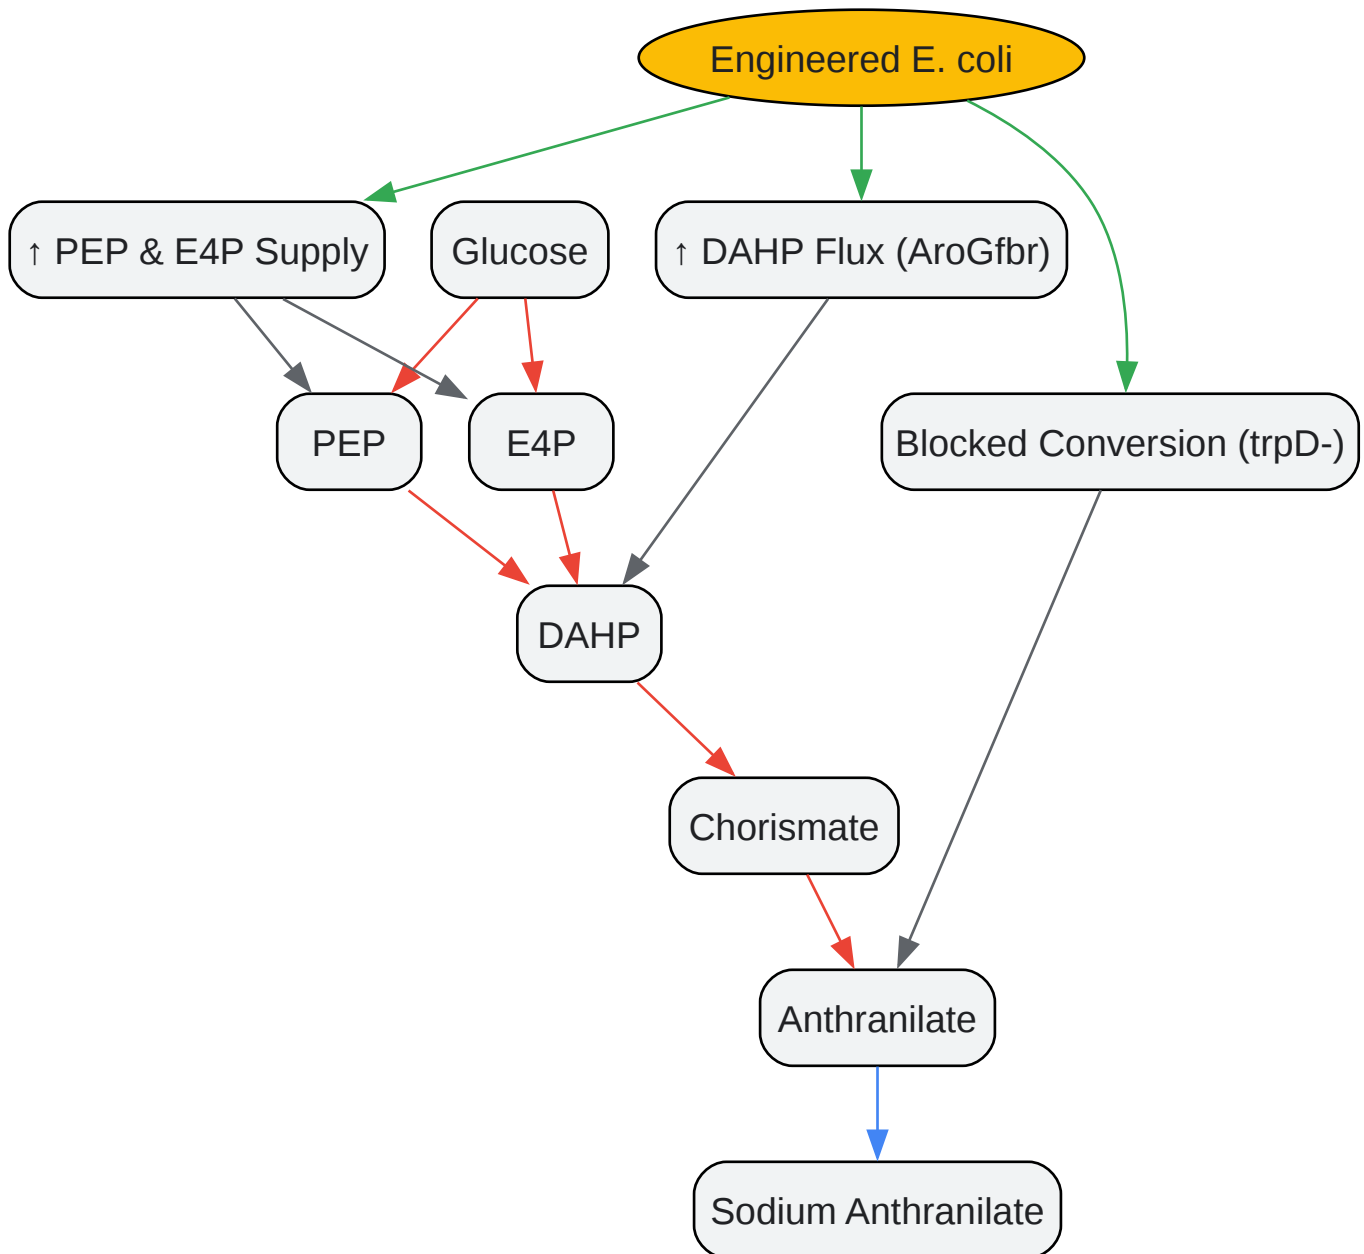 Engineered E. coli
↑ PEP & E4P Supply
Glucose
↑ DAHP Flux (AroGfbr)
PEP
E4P
Blocked Conversion (trpD-)
DAHP
Chorismate
Anthranilate
Sodium Anthranilate